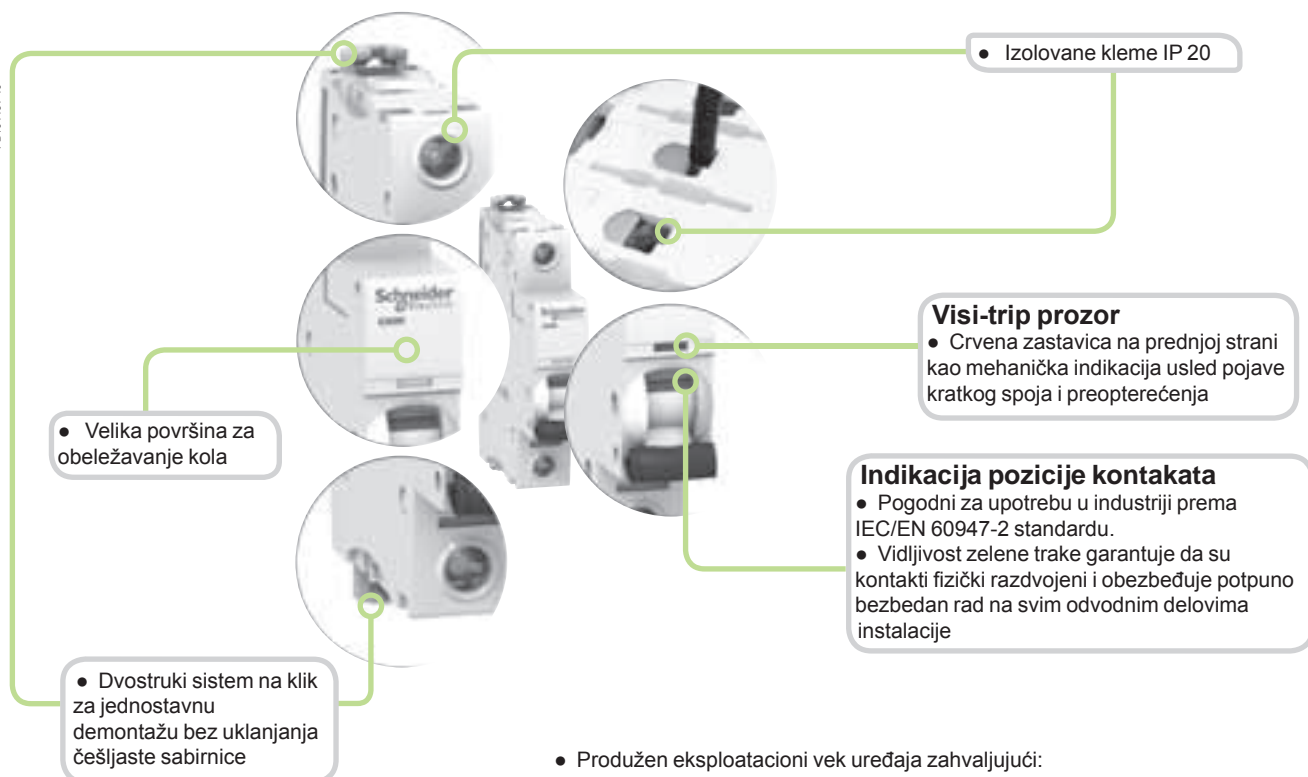 ● Izolovane kleme IP 20
Schneider
Electric
Visi-trip prozor
● Crvena zastavica na prednjoj strani
kao mehanička indikacija usled pojave
kratkog spoja i preopterećenja
● Velika površina za
obeležavanje kola
Indikacija pozicije kontakata
● Pogodni za upotrebu u industriji prema
IEC/EN 60947-2 standardu.
● Vidljivost zelene trake garantuje da su
kontakti fizički razdvojeni i obezbeđuje potpuno
bezbedan rad na svim odvodnim delovima
instalacije
● Dvostruki sistem na klik
za jednostavnu
demontažu bez uklanjanja
češljaste sabirnice
● Produžen eksploatacioni vek uređaja zahvaljujući: